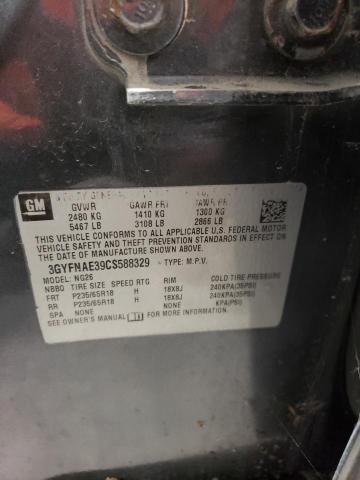 GM
GVWR GAWR FRT GAWR RR
2480 KG 1410 KG 1300 KG
5467 LB 3108 LB 2866 LB
THIS VEHICLE CONFORMS TO ALL APPLICABLE U.S. FEDERAL MOTOR
VEHICLE SAFETY AND THEFT PREVENTION STANDARDS IN EFFECT ON
THE DATE OF MANUFACTURE SHOWN ABOVE.
3GYFNAE39CS588329 TYPE: M.P.V.
MODEL: NG26
NBBQ TIRE SIZE SPEED RTG RIM COLD TIRE PRESSURE
FRT P235/65R18 H 18X8J 240KPA(35PSI)
RR P235/65R18 H 18X8J 240KPA(35PSI)
SPA NONE NONE KPA(PSI)
SEE OWNER'S MANUAL FOR MORE INFORMATION.